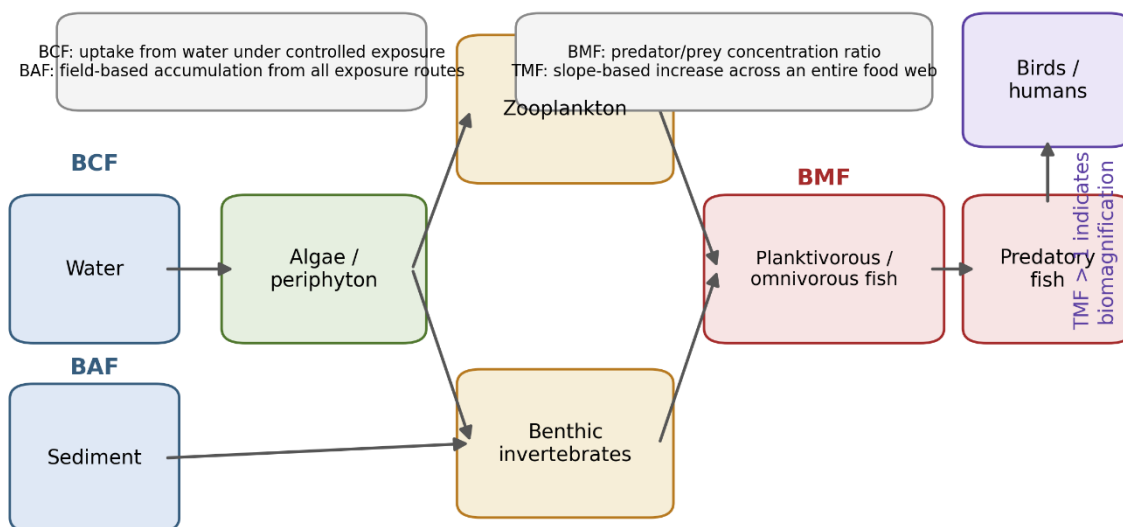 BCF: uptake from water under controlled exposure
BAF: field-based accumulation from all exposure routes
BMF: predator/prey concentration ratio
TMF: slope-based increase across an entire food web
Birds /
humans
Zooplankton
BCF
BMF
Water
Algae /
periphyton
Planktivorous /
omnivorous fish
Predatory
fish
TMF > 1 indicates
biomagnification
BAF
Sediment
Benthic
invertebrates